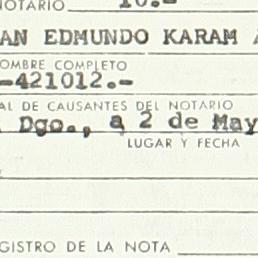 NOTARIO 10.-
AN EDMUNDO KARAM
NOMBRE COMPLETO
-421012.-
AL DE CAUSANTES DEL NOTARIO
Dgo., a 2 de May
LUGAR Y FECHA
GISTRO DE LA NOTA